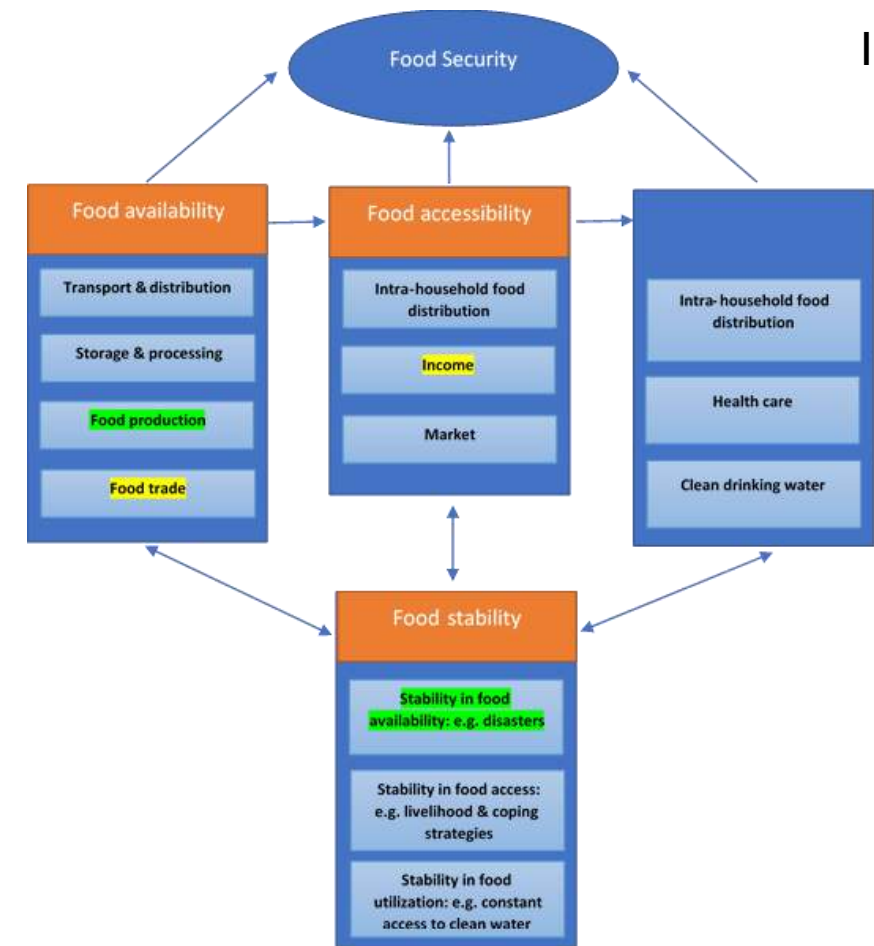 Food Security
Food availability
Transport & distribution
Storage & processing
Food production
Food trade
Food accessibility
Intra-household food
distribution
Income
Market
Intra- household food
distribution
Health care
Clean drinking water
Food stability
Stability in food
availability: e.g. disasters
Stability in food access:
e.g. livelihood & coping
strategies
Stability in food
utilization: e.g. constant
access to clean water